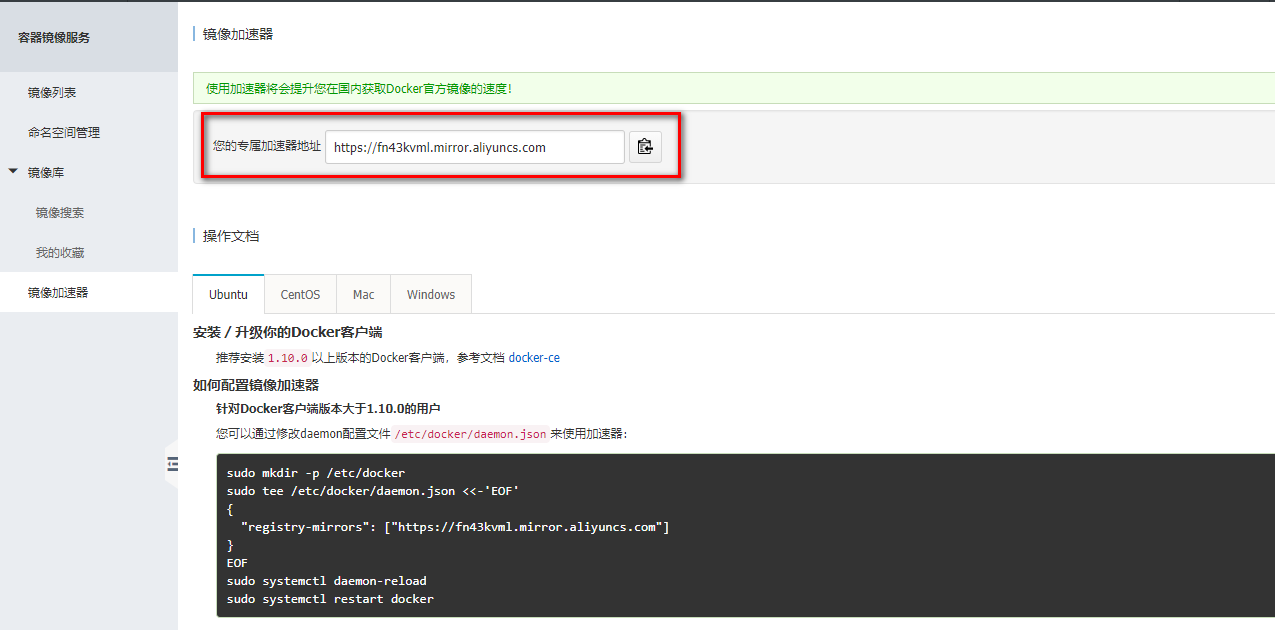 容器镜像服务
镜像列表
命名空间管理
镜像库
镜像搜索
我的收藏
镜像加速器
镜像加速器
使用加速器将会提升您在国内获取Docker官方镜像的速度!
您的专属加速器地址 https://fn43kvml.mirror.aliyuncs.com
操作文档
Ubuntu CentOS Mac Windows
安装 / 升级你的Docker客户端
推荐安装 1.10.0 以上版本的Docker客户端，参考文档 docker-ce
如何配置镜像加速器
针对Docker客户端版本大于1.10.0的用户
您可以通过修改daemon配置文件 /etc/docker/daemon.json 来使用加速器:
sudo mkdir -p /etc/docker
sudo tee /etc/docker/daemon.json <<-'EOF'
{
"registry-mirrors": ["https://fn43kvml.mirror.aliyuncs.com"]
}
EOF
sudo systemctl daemon-reload
sudo systemctl restart docker